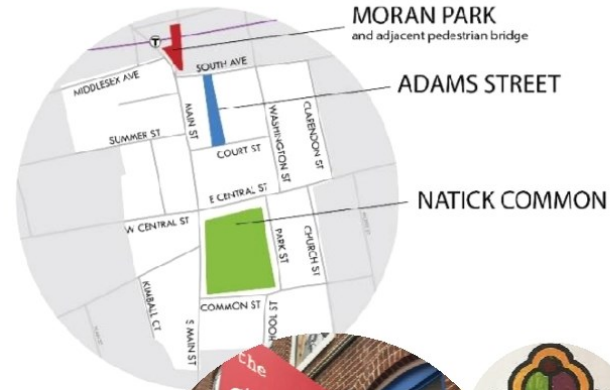 MORAN PARK
and adjacent pedestrian bridge
T
SOUTH AVE
MIDDLESEX AVE
ADAMS STREET
MAIN ST
WASHINGTON ST
CLARENDON ST
SUMMER ST
COURT ST
E CENTRAL ST
NATICK COMMON
W CENTRAL ST
PARK ST
CHURCH ST
KIMBALL CT
S MAIN ST
COMMON ST
the